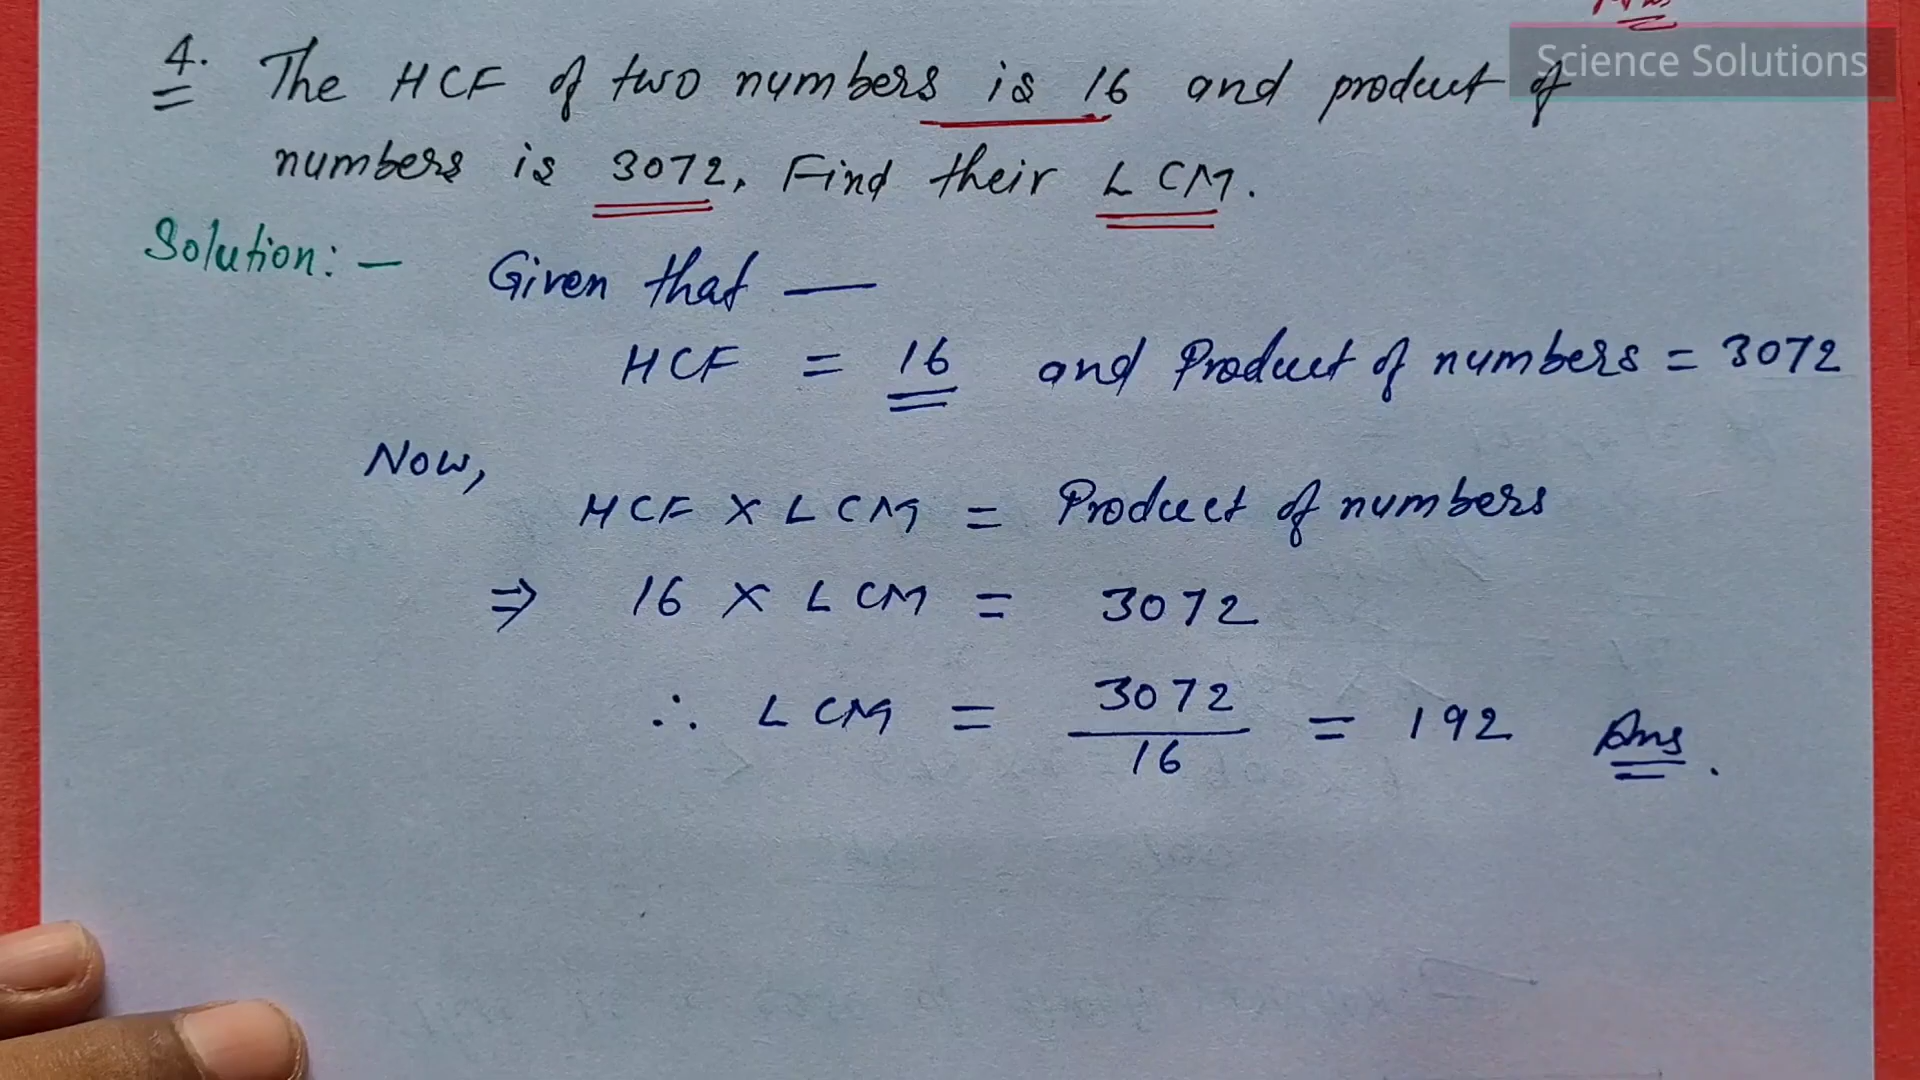 Science Solutions
4. The HCF of two numbers is 16 and product of
numbers is 3072. Find their LCM.
Solution:— Given that —
HCF = 16 and Product of numbers = 3072
Now,
HCF X LCM = Product of numbers
⇒ 16 X LCM = 3072
∴ LCM = 3072/16 = 192 Ans.